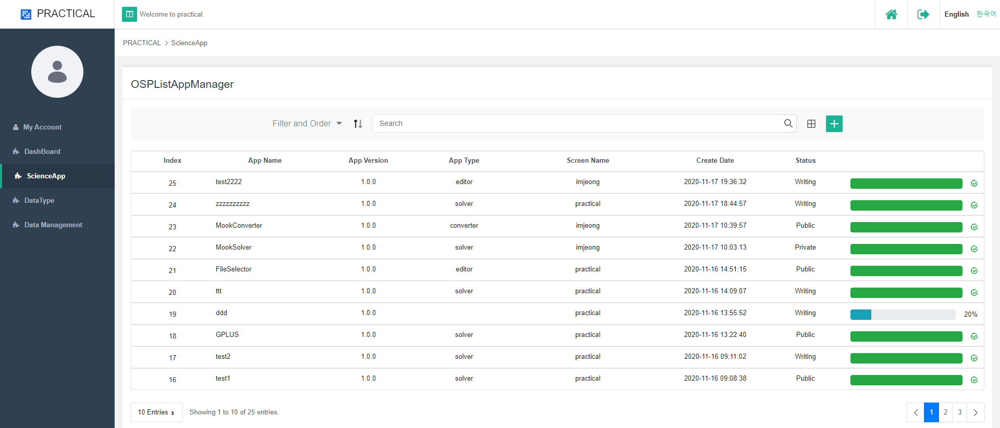 PRACTICAL
Welcome to practical.
English 한국어
PRACTICAL > ScienceApp
My Account
DashBoard
ScienceApp
DataType
Data Management
OSPListAppManager
Filter and Order Search
Index App Name App Version App Type Screen Name Create Date Status
25 test2222 1.0.0 editor imjeong 2020-11-17 19:36:32 Writing
24 zzzzzzzzzz 1.0.0 solver practical 2020-11-17 18:44:57 Writing
23 MookConverter 1.0.0 converter imjeong 2020-11-17 10:39:57 Public
22 MookSolver 1.0.0 solver imjeong 2020-11-17 10:03:13 Private
21 FileSelector 1.0.0 editor practical 2020-11-16 14:51:15 Public
20 ttt 1.0.0 solver practical 2020-11-16 14:09:07 Writing
19 ddd 1.0.0 practical 2020-11-16 13:55:52 Writing 20%
18 GPLUS 1.0.0 solver practical 2020-11-16 13:22:40 Public
17 test2 1.0.0 solver practical 2020-11-16 09:11:02 Writing
16 test1 1.0.0 solver practical 2020-11-16 09:08:38 Public
10 Entries Showing 1 to 10 of 25 entries. 1 2 3